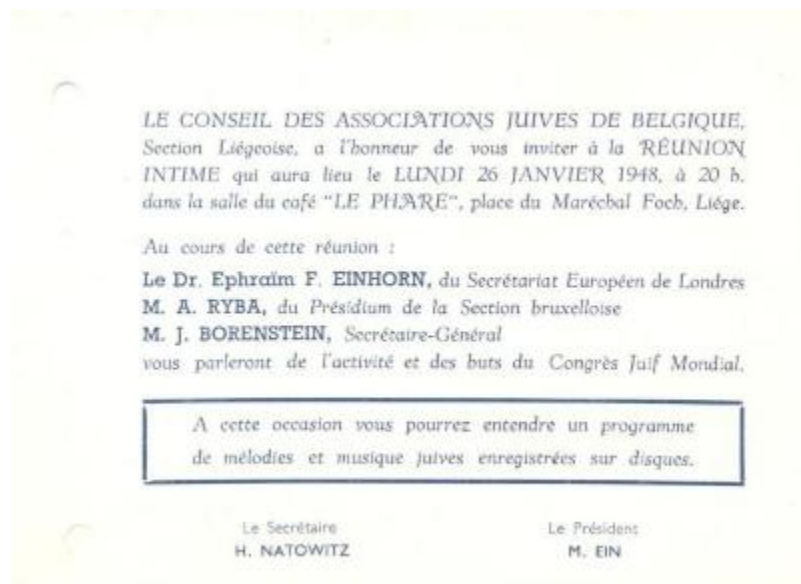 LE CONSEIL DES ASSOCIATIONS JUIVES DE BELGIQUE,
Section Liégeoise, a l'honneur de vous inviter à la RÉUNION
INTIME qui aura lieu le LUNDI 26 JANVIER 1948, à 20 h.
dans la salle du café "LE PHARE", place du Maréchal Foch, Liége.
Au cours de cette réunion :
Le Dr. Ephraïm F. EINHORN, du Secrétariat Européen de Londres
M. A. RYBA, du Présidium de la Section bruxelloise
M. J. BORENSTEIN, Secrétaire-Général
vous parleront de l'activité et des buts du Congrès Juif Mondial.
A cette occasion vous pourrez entendre un programme
de mélodies et musique juives enregistrées sur disques.
Le Secrétaire Le Président
H. NATOWITZ M. EIN